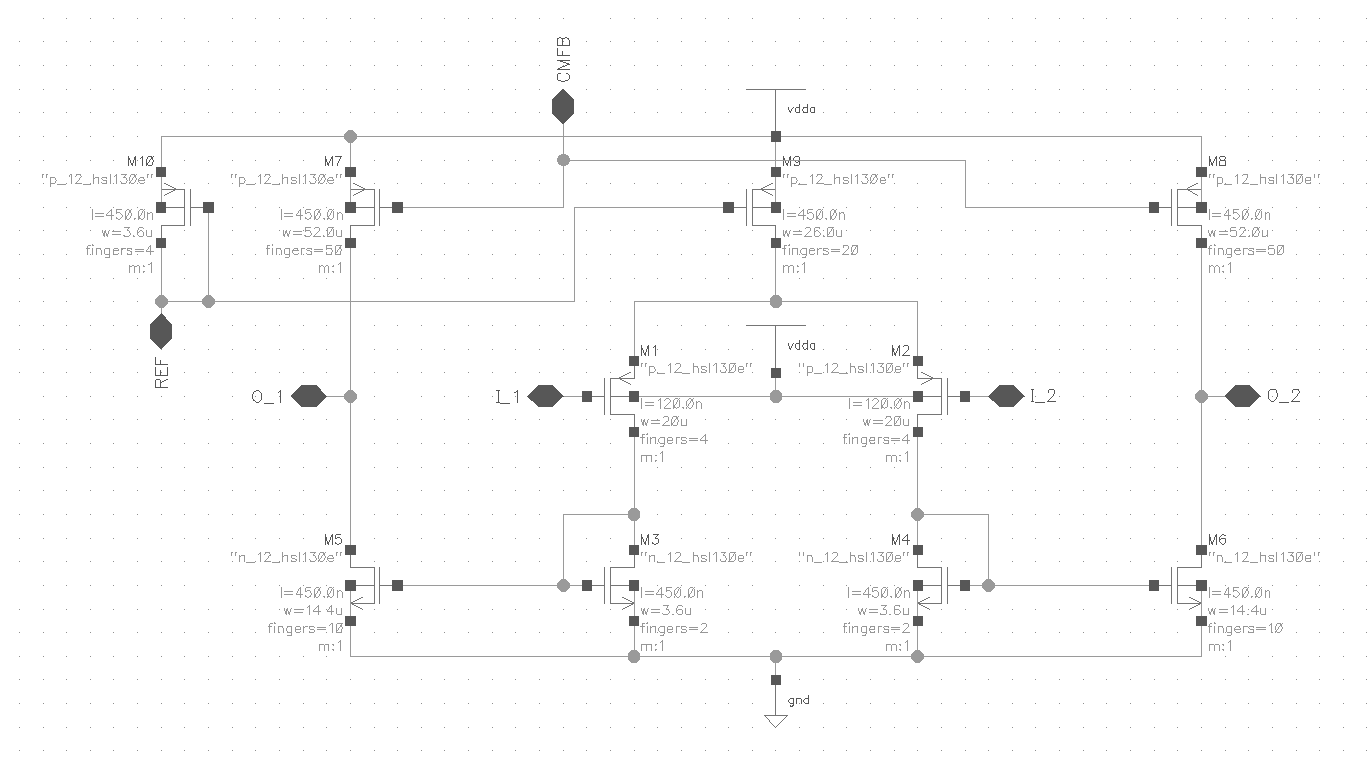 CMFB
vdda
M10
"p_12_hsl130e"
l=450.0n
w=3.6u
fingers=4
m:1
M7
"p_12_hsl130e"
l=450.0n
w=52.0u
fingers=50
m:1
M9
"p_12_hsl130e"
l=450.0n
w=26.0u
fingers=20
m:1
M8
"p_12_hsl130e"
l=450.0n
w=52.0u
fingers=50
m:1
REF
vdda
O_1
I_1
M1
"p_12_hsl130e"
l=120.0n
w=20u
fingers=4
m:1
M2
"p_12_hsl130e"
l=120.0n
w=20u
fingers=4
m:1
I_2
O_2
M5
"n_12_hsl130e"
l=450.0n
w=14.4u
fingers=10
m:1
M3
"n_12_hsl130e"
l=450.0n
w=3.6u
fingers=2
m:1
M4
"n_12_hsl130e"
l=450.0n
w=3.6u
fingers=2
m:1
M6
"n_12_hsl130e"
l=450.0n
w=14.4u
fingers=10
m:1
gnd